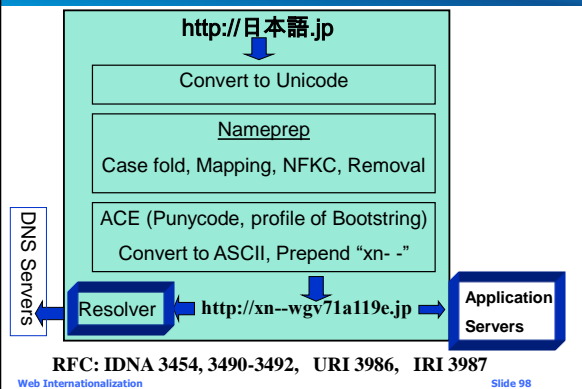 http://日本語.jp
Convert to Unicode
Nameprep
Case fold, Mapping, NFKC, Removal
ACE (Punycode, profile of Bootstring)
Convert to ASCII, Prepend “xn- -”
DNS Servers
Resolver
http://xn--wgv71a119e.jp
Application
Servers
RFC: IDNA 3454, 3490-3492, URI 3986, IRI 3987
Web Internationalization
Slide 98